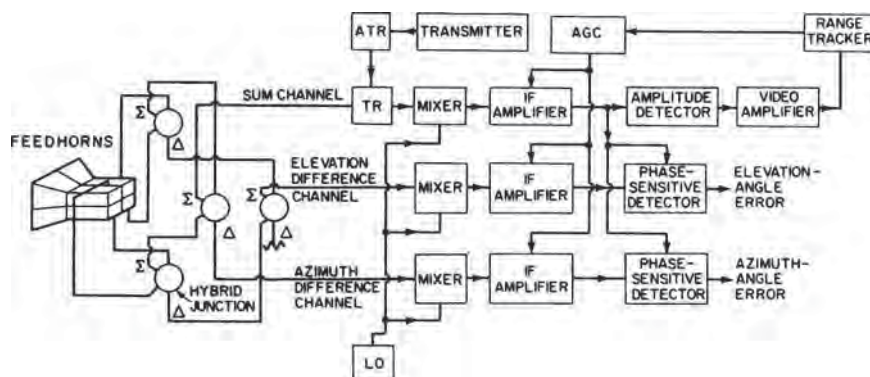 ATR
TRANSMITTER
AGC
RANGE
TRACKER
SUM CHANNEL
TR
MIXER
IF
AMPLIFIER
AMPLITUDE
DETECTOR
VIDEO
AMPLIFIER
FEEDHORNS
Σ
Δ
ELEVATION
DIFFERENCE
CHANNEL
MIXER
IF
AMPLIFIER
PHASE-
SENSITIVE
DETECTOR
ELEVATION-
ANGLE
ERROR
Σ
Δ
Σ
Δ
Σ
Δ
HYBRID
JUNCTION
AZIMUTH
DIFFERENCE
CHANNEL
MIXER
IF
AMPLIFIER
PHASE-
SENSITIVE
DETECTOR
AZIMUTH-
ANGLE
ERROR
LO